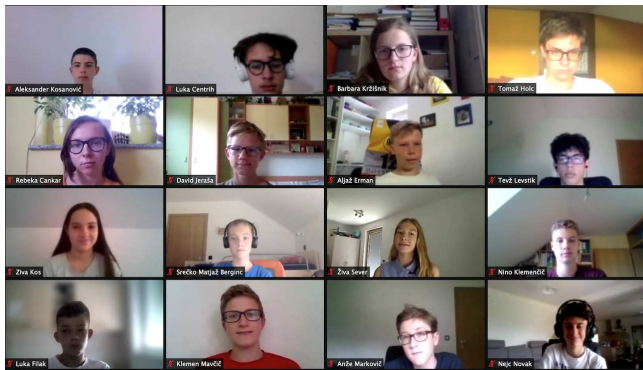 Aleksander Kosanović
Luka Centrih
Barbara Kržišnik
Tomaž Holc
Rebeka Cankar
David Jeraša
Aljaž Erman
Tevž Levstik
Ziva Kos
Srečko Matjaž Berginc
Živa Sever
Nino Klemenčič
Luka Filak
Klemen Mavčič
Anže Markovič
Nejc Novak